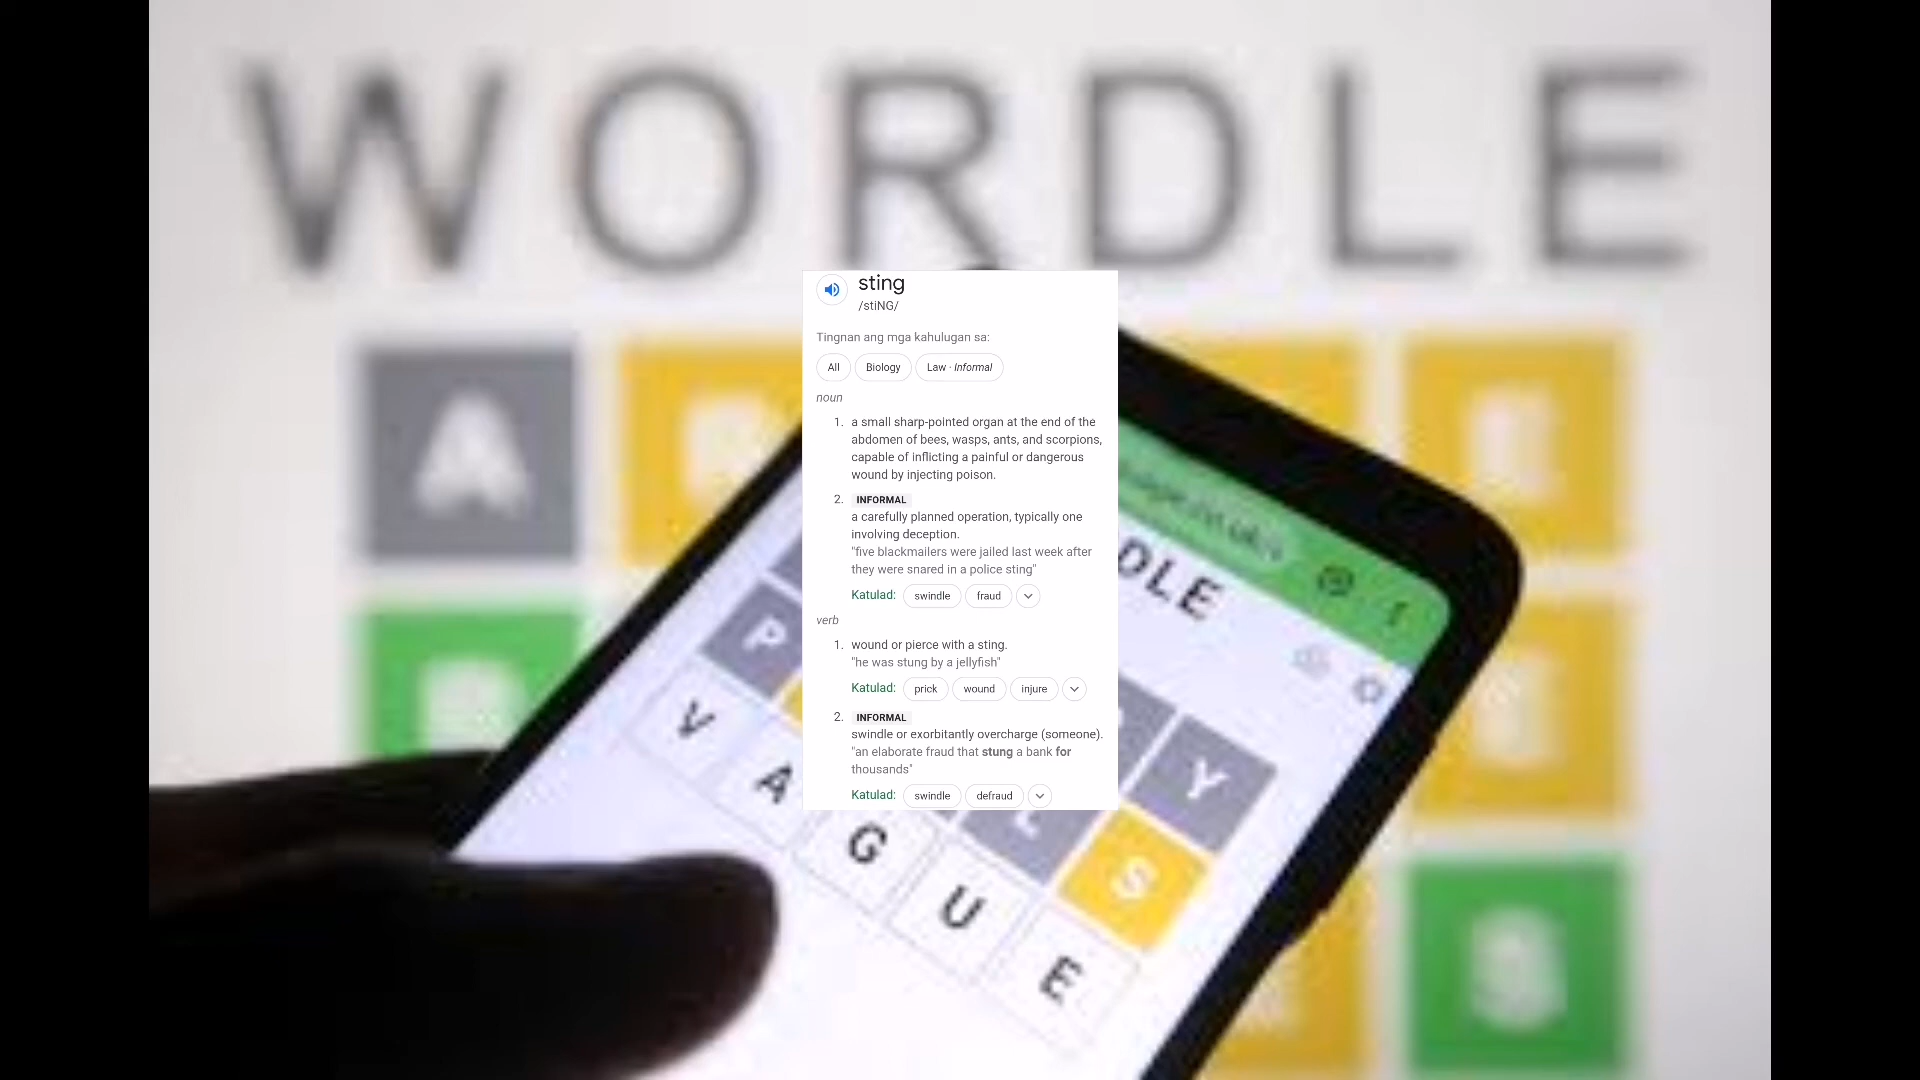 WORDLE
A
sting
/stiNG/
Tingnan ang mga kahulugan sa:
All Biology Law · Informal
noun
1. a small sharp-pointed organ at the end of the
abdomen of bees, wasps, ants, and scorpions,
capable of inflicting a painful or dangerous
wound by injecting poison.
2. INFORMAL
a carefully planned operation, typically one
involving deception.
"five blackmailers were jailed last week after
they were snared in a police sting"
Katulad: swindle fraud
verb
1. wound or pierce with a sting.
"he was stung by a jellyfish"
Katulad: prick wound injure
2. INFORMAL
swindle or exorbitantly overcharge (someone).
"an elaborate fraud that stung a bank for
thousands"
Katulad: swindle defraud
DLE
P Y
L S
V A G U E
S